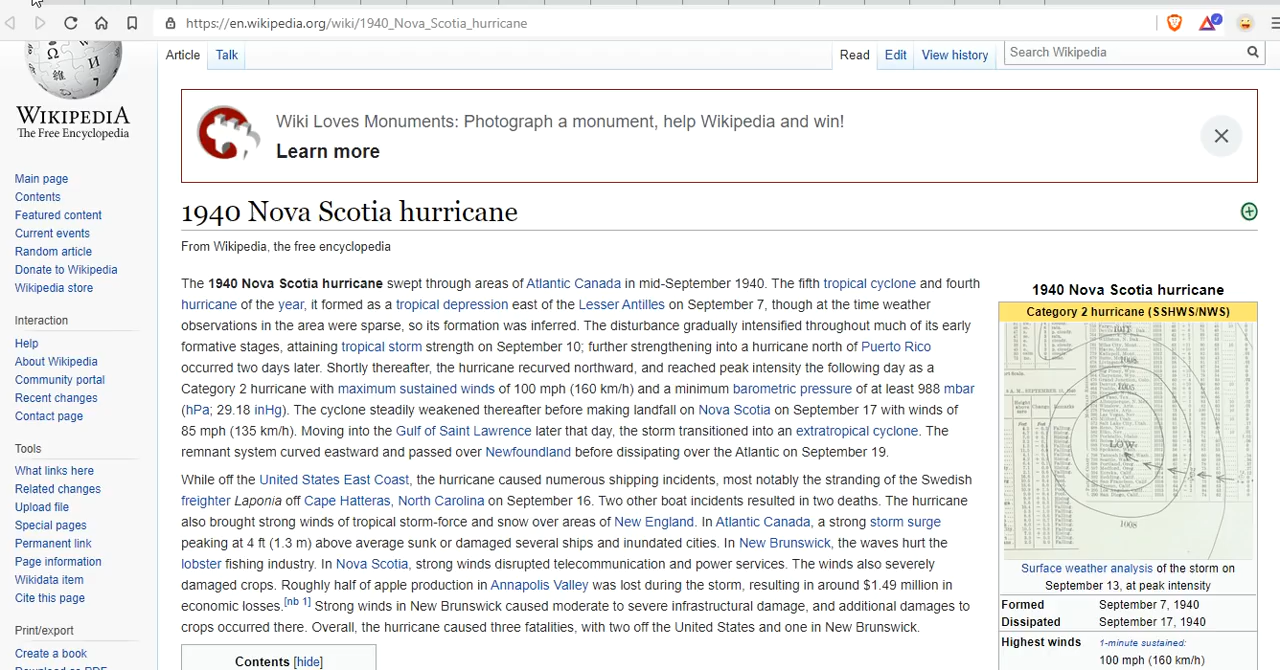 https://en.wikipedia.org/wiki/1940_Nova_Scotia_hurricane
Article Talk
Read Edit View history
Search Wikipedia
WIKIPEDIA
The Free Encyclopedia
Main page
Contents
Featured content
Current events
Random article
Donate to Wikipedia
Wikipedia store
Interaction
Help
About Wikipedia
Community portal
Recent changes
Contact page
Tools
What links here
Related changes
Upload file
Special pages
Permanent link
Page information
Wikidata item
Cite this page
Print/export
Create a book
Download as PDF
Wiki Loves Monuments: Photograph a monument, help Wikipedia and win!
Learn more
1940 Nova Scotia hurricane
From Wikipedia, the free encyclopedia
The 1940 Nova Scotia hurricane swept through areas of Atlantic Canada in mid-September 1940. The fifth tropical cyclone and fourth
hurricane of the year, it formed as a tropical depression east of the Lesser Antilles on September 7, though at the time weather
observations in the area were sparse, so its formation was inferred. The disturbance gradually intensified throughout much of its early
formative stages, attaining tropical storm strength on September 10; further strengthening into a hurricane north of Puerto Rico
occurred two days later. Shortly thereafter, the hurricane recurved northward, and reached peak intensity the following day as a
Category 2 hurricane with maximum sustained winds of 100 mph (160 km/h) and a minimum barometric pressure of at least 988 mbar
(hPa; 29.18 inHg). The cyclone steadily weakened thereafter before making landfall on Nova Scotia on September 17 with winds of
85 mph (135 km/h). Moving into the Gulf of Saint Lawrence later that day, the storm transitioned into an extratropical cyclone. The
remnant system curved eastward and passed over Newfoundland before dissipating over the Atlantic on September 19.
While off the United States East Coast, the hurricane caused numerous shipping incidents, most notably the stranding of the Swedish
freighter Laponia off Cape Hatteras, North Carolina on September 16. Two other boat incidents resulted in two deaths. The hurricane
also brought strong winds of tropical storm-force and snow over areas of New England. In Atlantic Canada, a strong storm surge
peaking at 4 ft (1.3 m) above average sunk or damaged several ships and inundated cities. In New Brunswick, the waves hurt the
lobster fishing industry. In Nova Scotia, strong winds disrupted telecommunication and power services. The winds also severely
damaged crops. Roughly half of apple production in Annapolis Valley was lost during the storm, resulting in around $1.49 million in
economic losses.[nb 1] Strong winds in New Brunswick caused moderate to severe infrastructural damage, and additional damages to
crops occurred there. Overall, the hurricane caused three fatalities, with two off the United States and one in New Brunswick.
Contents [hide]
1940 Nova Scotia hurricane
Category 2 hurricane (SSHWS/NWS)
LOW
1008
Surface weather analysis of the storm on
September 13, at peak intensity
Formed September 7, 1940
Dissipated September 17, 1940
Highest winds 1-minute sustained:
100 mph (160 km/h)